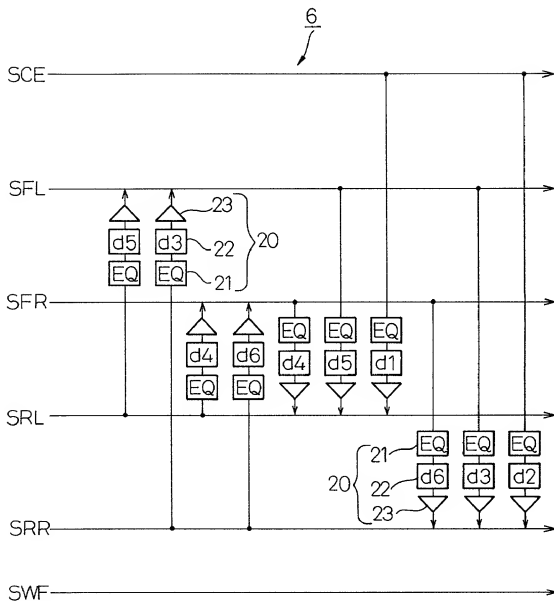 6
SCE
SFL
23
d5 d3 22 20
EQ EQ 21
SFR
d4 d6 EQ EQ EQ
EQ EQ d4 d5 d1
SRL
21 EQ EQ EQ
20 22 d6 d3 d2
23
SRR
SWF